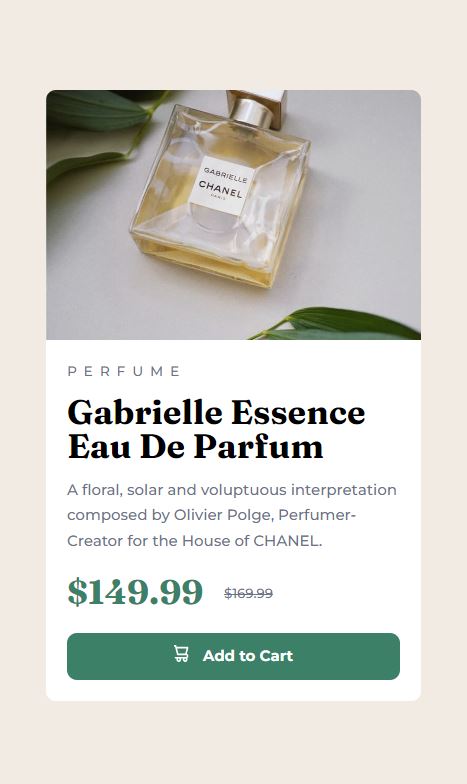 GABRIELLE
CHANEL
PARIS
PERFUME
Gabrielle Essence
Eau De Parfum
A floral, solar and voluptuous interpretation
composed by Olivier Polge, Perfumer-
Creator for the House of CHANEL.
$149.99 $169.99
Add to Cart